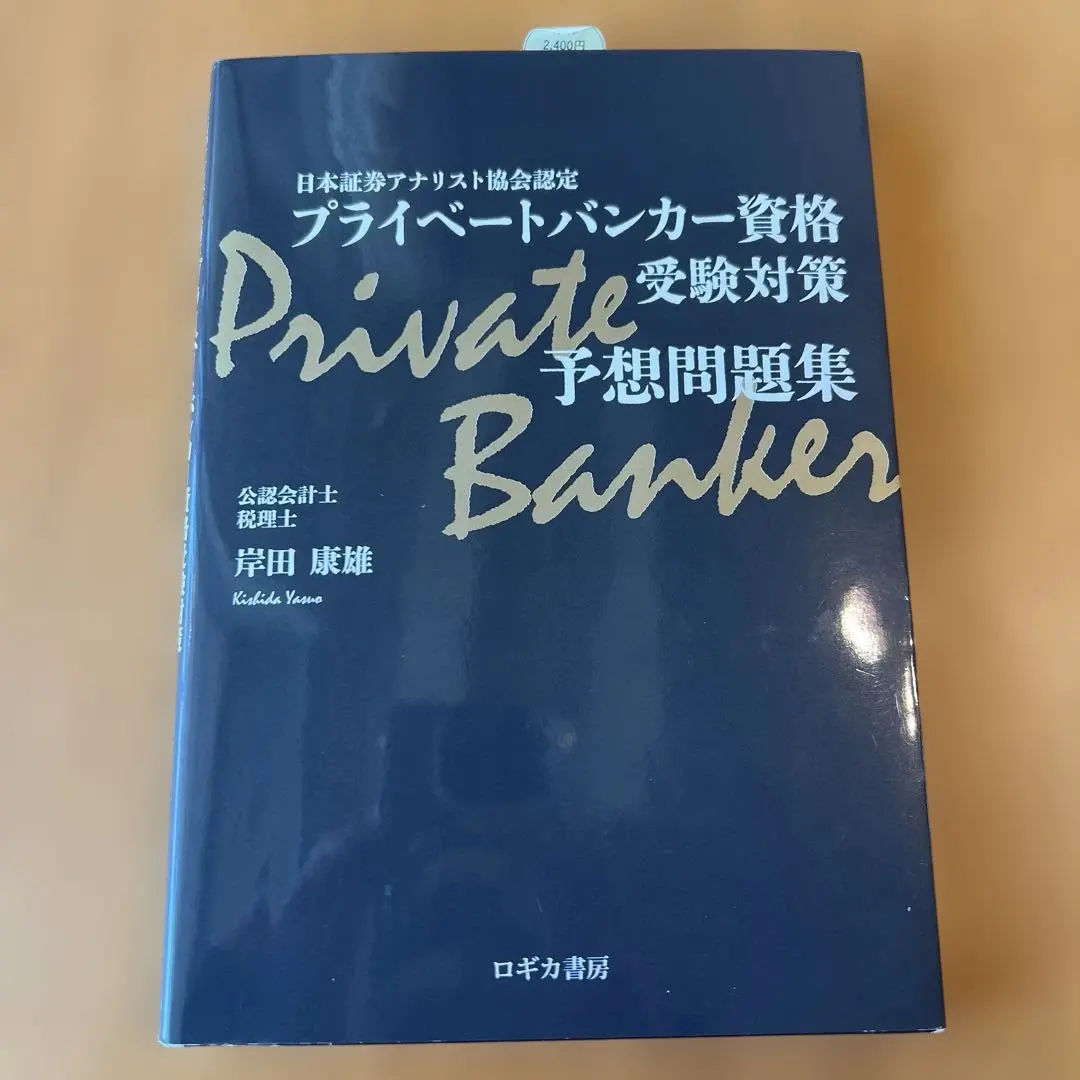 2,400円
日本証券アナリスト協会認定
プライベートバンカー資格
受験対策
Private
予想問題集
Banker
公認会計士
税理士
岸田 康雄
Kishida Yasuo
ロギカ書房